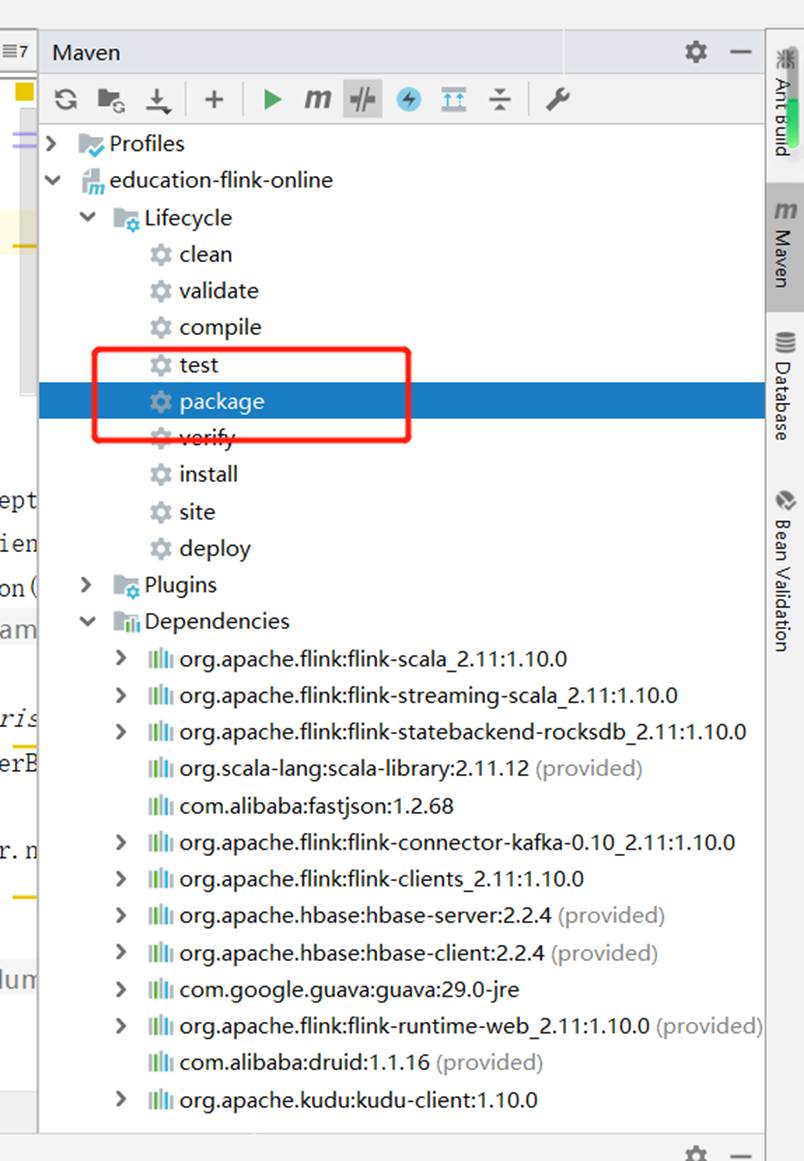 7
Maven
Profiles
education-flink-online
Lifecycle
clean
validate
compile
test
package
verify
install
site
deploy
Plugins
Dependencies
org.apache.flink:flink-scala_2.11:1.10.0
org.apache.flink:flink-streaming-scala_2.11:1.10.0
org.apache.flink:flink-statebackend-rocksdb_2.11:1.10.0
org.scala-lang:scala-library:2.11.12 (provided)
com.alibaba:fastjson:1.2.68
org.apache.flink:flink-connector-kafka-0.10_2.11:1.10.0
org.apache.flink:flink-clients_2.11:1.10.0
org.apache.hbase:hbase-server:2.2.4 (provided)
org.apache.hbase:hbase-client:2.2.4 (provided)
com.google.guava:guava:29.0-jre
org.apache.flink:flink-runtime-web_2.11:1.10.0 (provided)
com.alibaba:druid:1.1.16 (provided)
org.apache.kudu:kudu-client:1.10.0
ept
ien
on(
am
ris
erB
r.n
lum
Ant Build
Maven
Database
Bean Validation